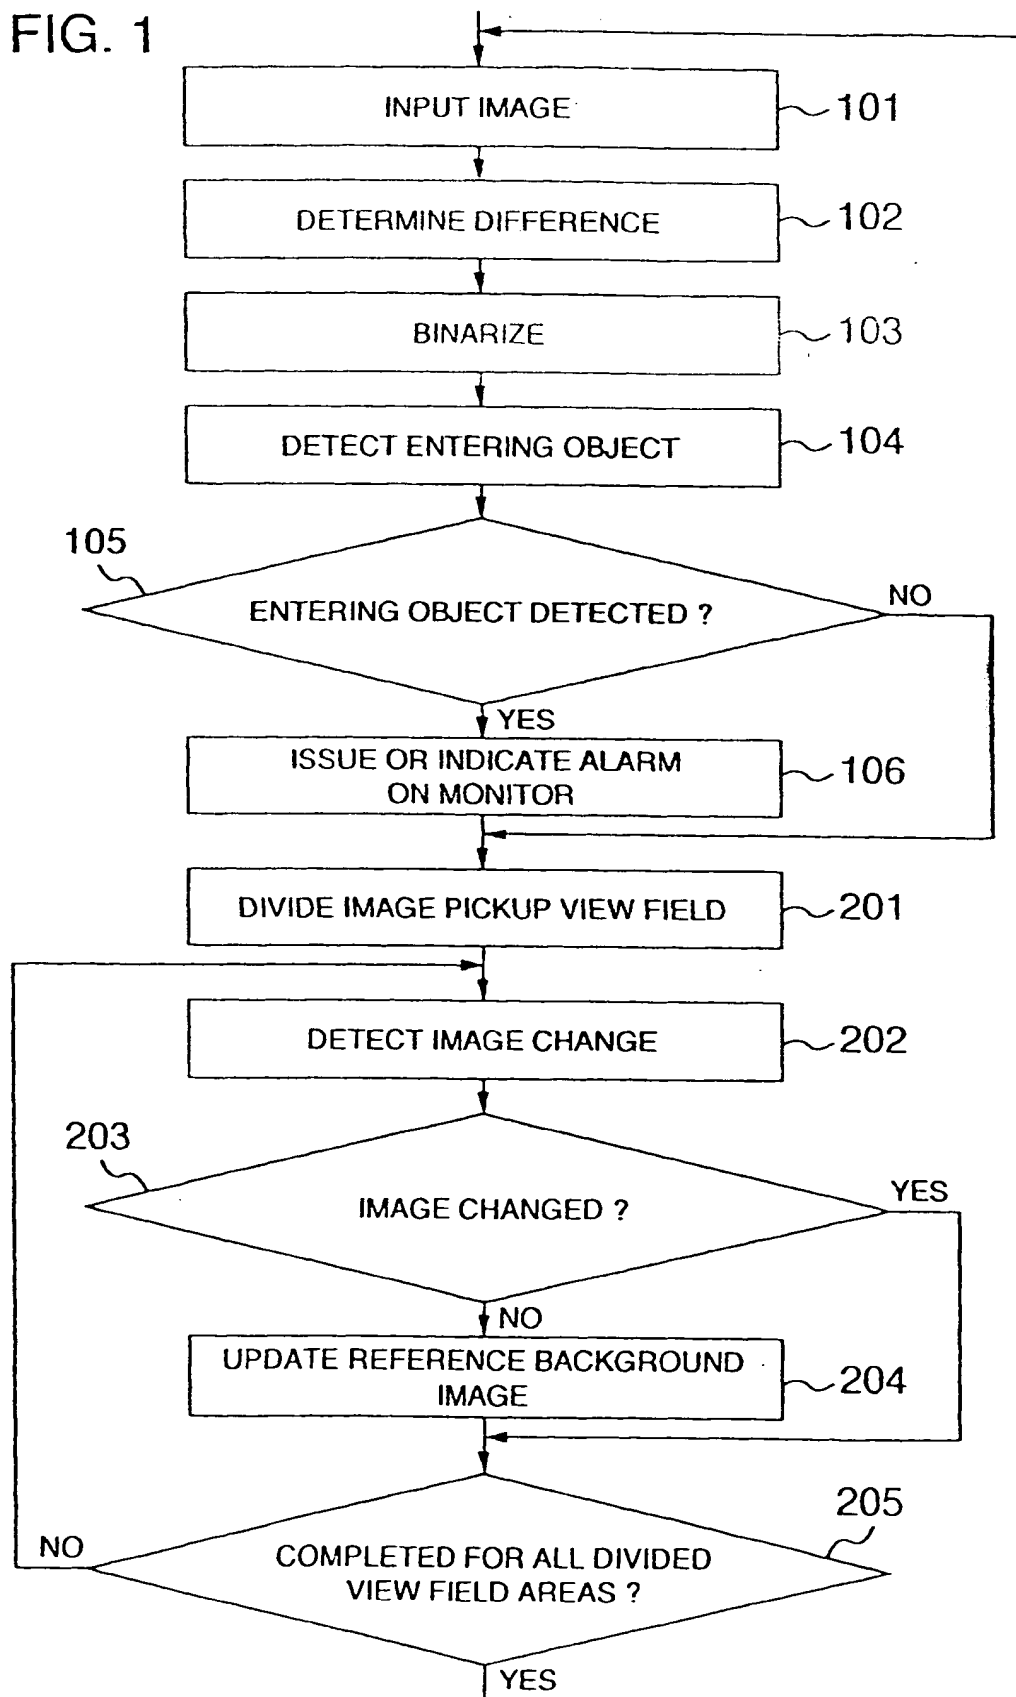 FIG. 1
INPUT IMAGE
101
DETERMINE DIFFERENCE
102
BINARIZE
103
DETECT ENTERING OBJECT
104
105
ENTERING OBJECT DETECTED ?
NO
YES
ISSUE OR INDICATE ALARM
ON MONITOR
106
DIVIDE IMAGE PICKUP VIEW FIELD
201
DETECT IMAGE CHANGE
202
203
IMAGE CHANGED ?
YES
NO
UPDATE REFERENCE BACKGROUND
IMAGE
204
205
NO
COMPLETED FOR ALL DIVIDED
VIEW FIELD AREAS ?
YES